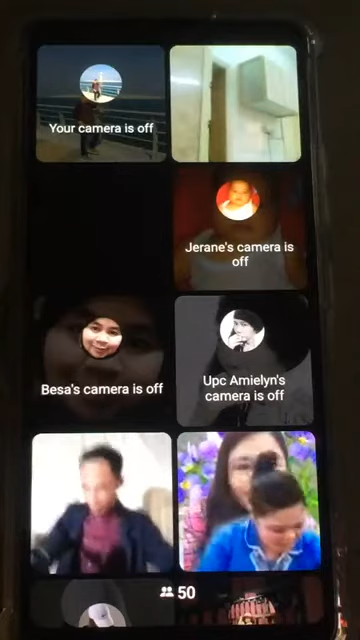 Your camera is off
Jerane's camera is
off
Besa's camera is off
Upc Amielyn's
camera is off
50